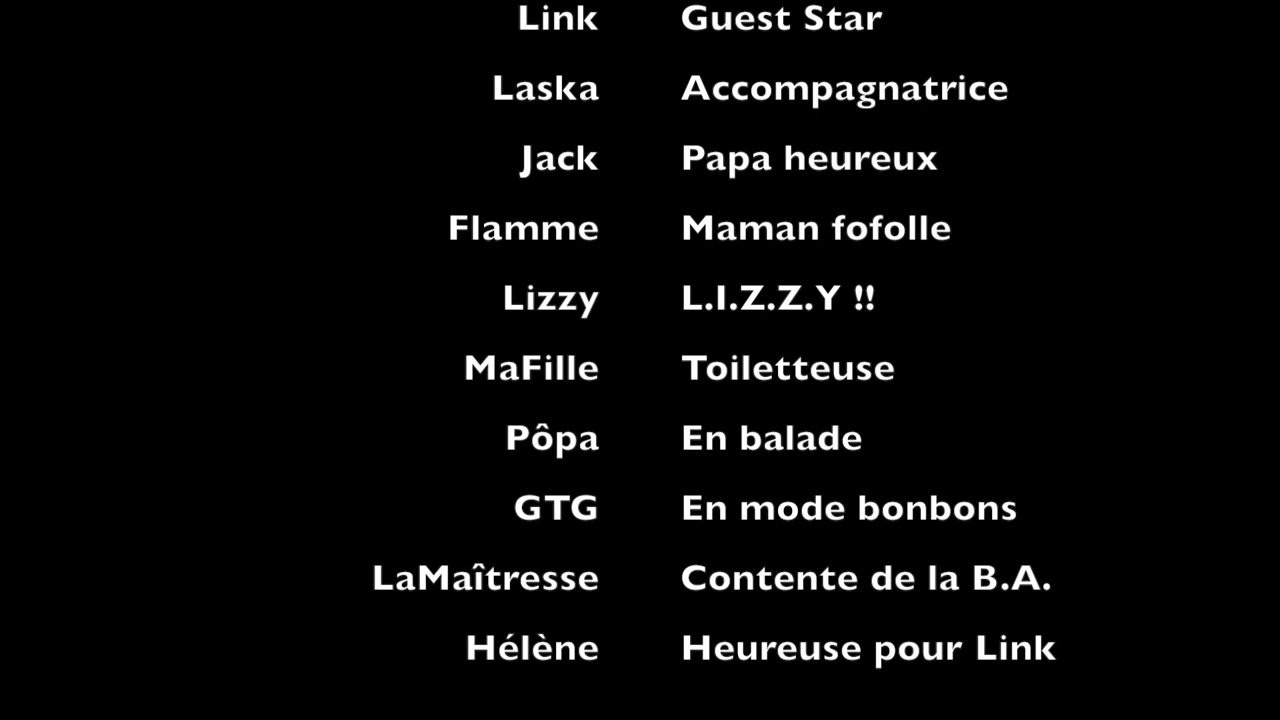 Link Guest Star
Laska Accompagnatrice
Jack Papa heureux
Flamme Maman fofolle
Lizzy L.I.Z.Z.Y !!
MaFille Toiletteuse
Pôpa En balade
GTG En mode bonbons
LaMaîtresse Contente de la B.A.
Hélène Heureuse pour Link